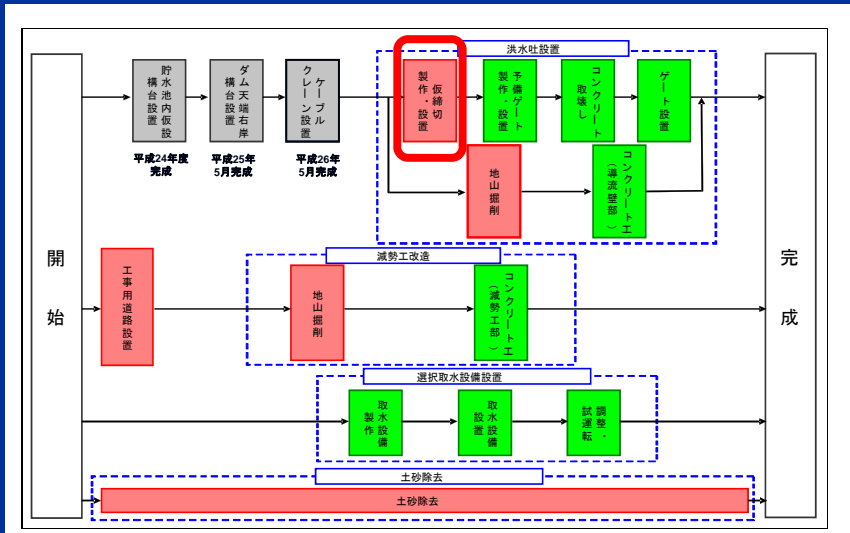 開始
洪水吐設置
貯水池内仮設
構台設置
平成24年度
完成
ダム天端右岸
構台設置
平成25年
5月完成
ケーブル
クレーン設置
平成26年
5月完成
仮締切
製作・設置
予備ゲート
製作・設置
コンクリート
取壊し
ゲート設置
地山掘削
コンクリート工
（導流壁部）
減勢工改造
工事用道路設置
地山掘削
コンクリート工
（減勢工部）
選択取水設備設置
取水設備
製作
取水設備
設置
調整・
試運転
土砂除去
土砂除去
完成